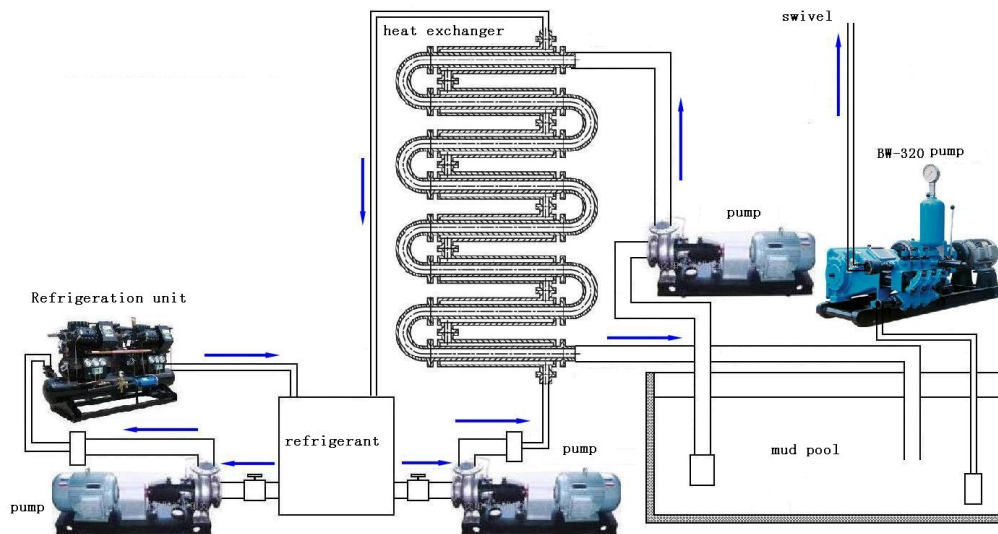 swivel
heat exchanger
BW-320 pump
pump
Refrigeration unit
refrigerant
pump
mud pool
pump